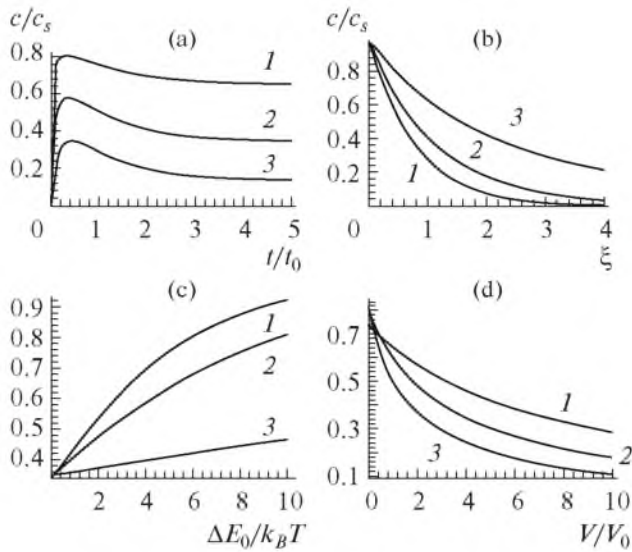 c/c_s (a) c/c_s (b)
0.8 1 0.8
0.6 0.6 3
0.4 2 0.4 2
0.2 3 0.2 1
0 1 2 3 4 5 0 1 2 3 4
t/t_0 ξ
(c) (d)
0.9 1 0.7
0.8 2 1
0.7 0.5
0.6
0.5 3 0.3 2
0.4 3
0.1
2 4 6 8 10 0 2 4 6 8 10
ΔE_0/k_BT V/V_0